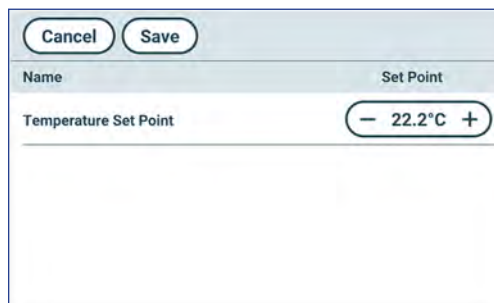 Cancel Save
Name Set Point
Temperature Set Point − 22.2°C +